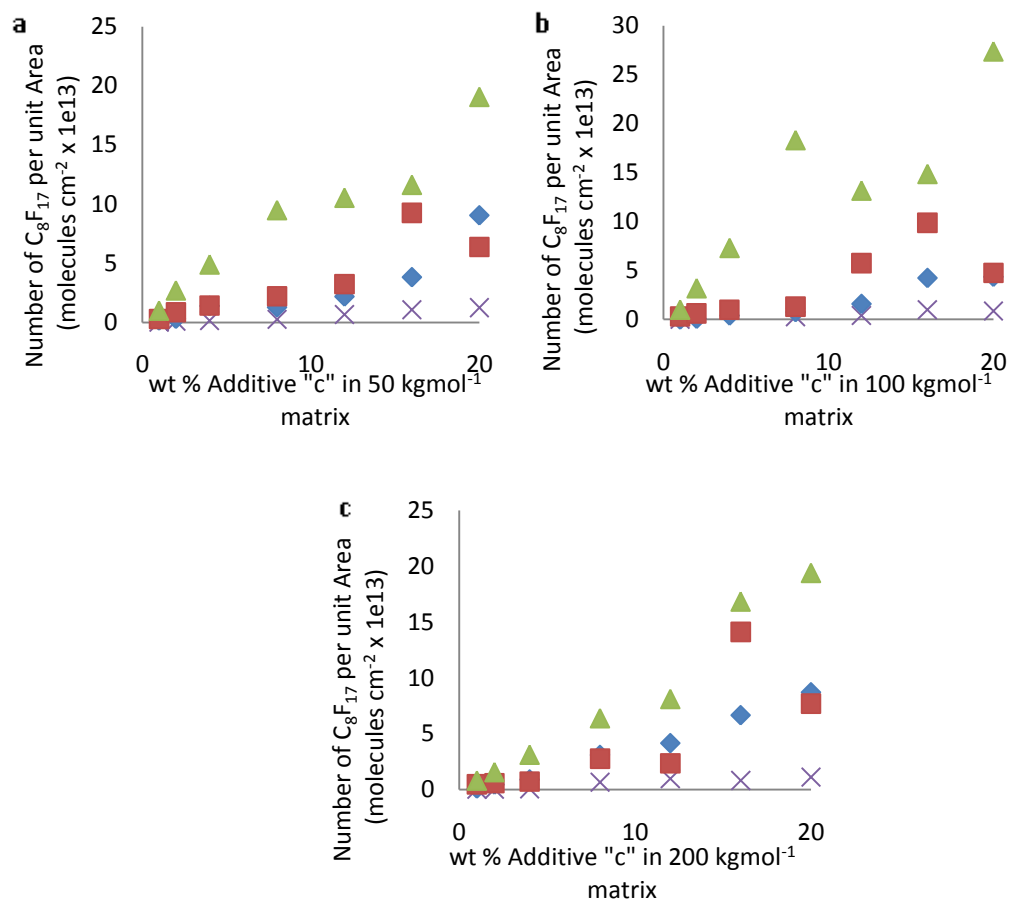 a
Number of C₈F₁₇ per unit Area
(molecules cm⁻² x 1e13)
25
20
15
10
5
0
0
10
20
wt % Additive "c" in 50 kgmol⁻¹
matrix
b
Number of C₈F₁₇ per unit Area
(molecules cm⁻² x 1e13)
30
25
20
15
10
5
0
0
10
20
wt % Additive "c" in 100 kgmol⁻¹
matrix
c
Number of C₈F₁₇ per unit Area
(molecules cm⁻² x 1e13)
25
20
15
10
5
0
0
10
20
wt % Additive "c" in 200 kgmol⁻¹
matrix